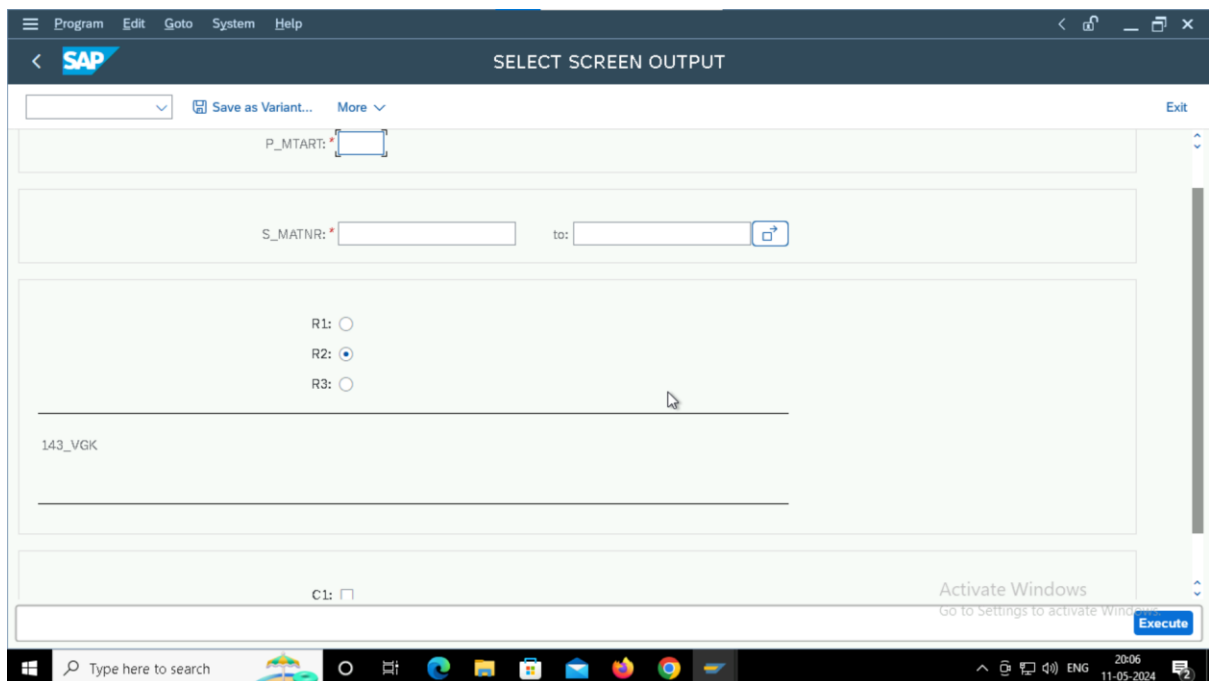 Program Edit Goto System Help
SAP SELECT SCREEN OUTPUT
Save as Variant... More Exit
P_MTART: *
S_MATNR: * to:
R1:
R2:
R3:
143_VGK
C1:
Activate Windows
Go to Settings to activate Windows.
Execute
Type here to search
ENG
20:06
11-05-2024
2